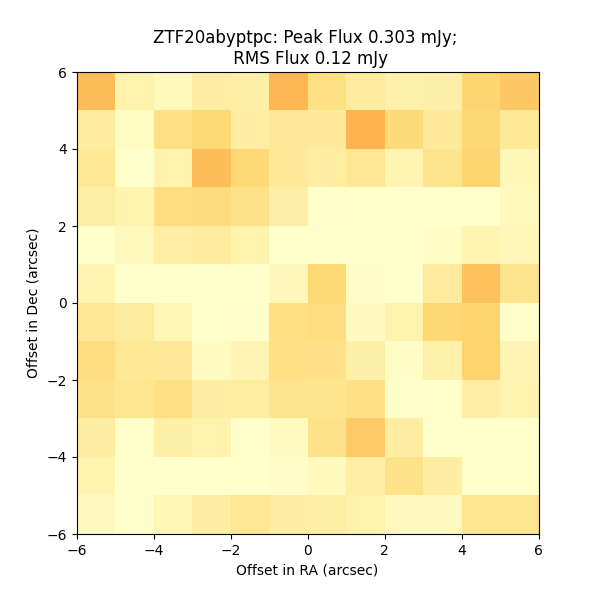 ZTF20abyptpc: Peak Flux 0.303 mJy;
RMS Flux 0.12 mJy
6
4
2
0
−2
−4
−6
Offset in Dec (arcsec)
−6 −4 −2 0 2 4 6
Offset in RA (arcsec)